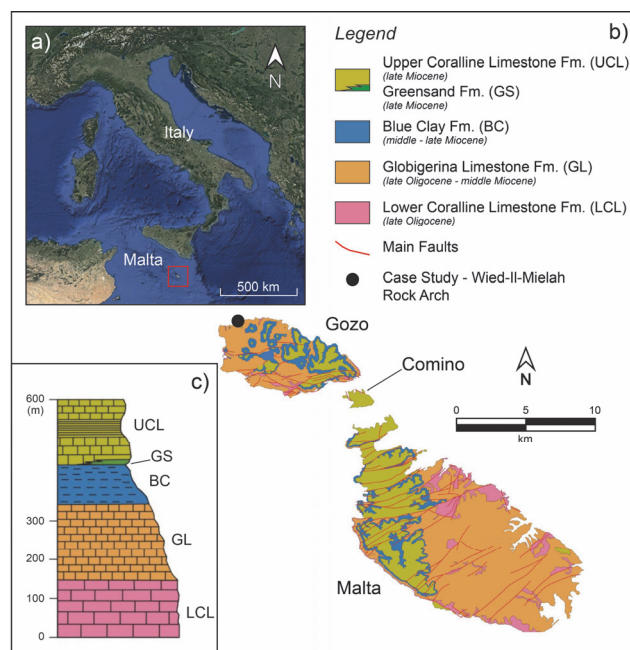 a)
N
Italy
Malta
500 km
b)
Legend
Upper Coralline Limestone Fm. (UCL)
(late Miocene)
Greensand Fm. (GS)
(late Miocene)
Blue Clay Fm. (BC)
(middle - late Miocene)
Globigerina Limestone Fm. (GL)
(late Oligocene - middle Miocene)
Lower Coralline Limestone Fm. (LCL)
(late Oligocene)
Main Faults
Case Study - Wied-Il-Mielah
Rock Arch
Gozo
Comino
N
0 5 10
km
Malta
c)
600
(m)
UCL
GS
BC
300
GL
200
100
LCL
0